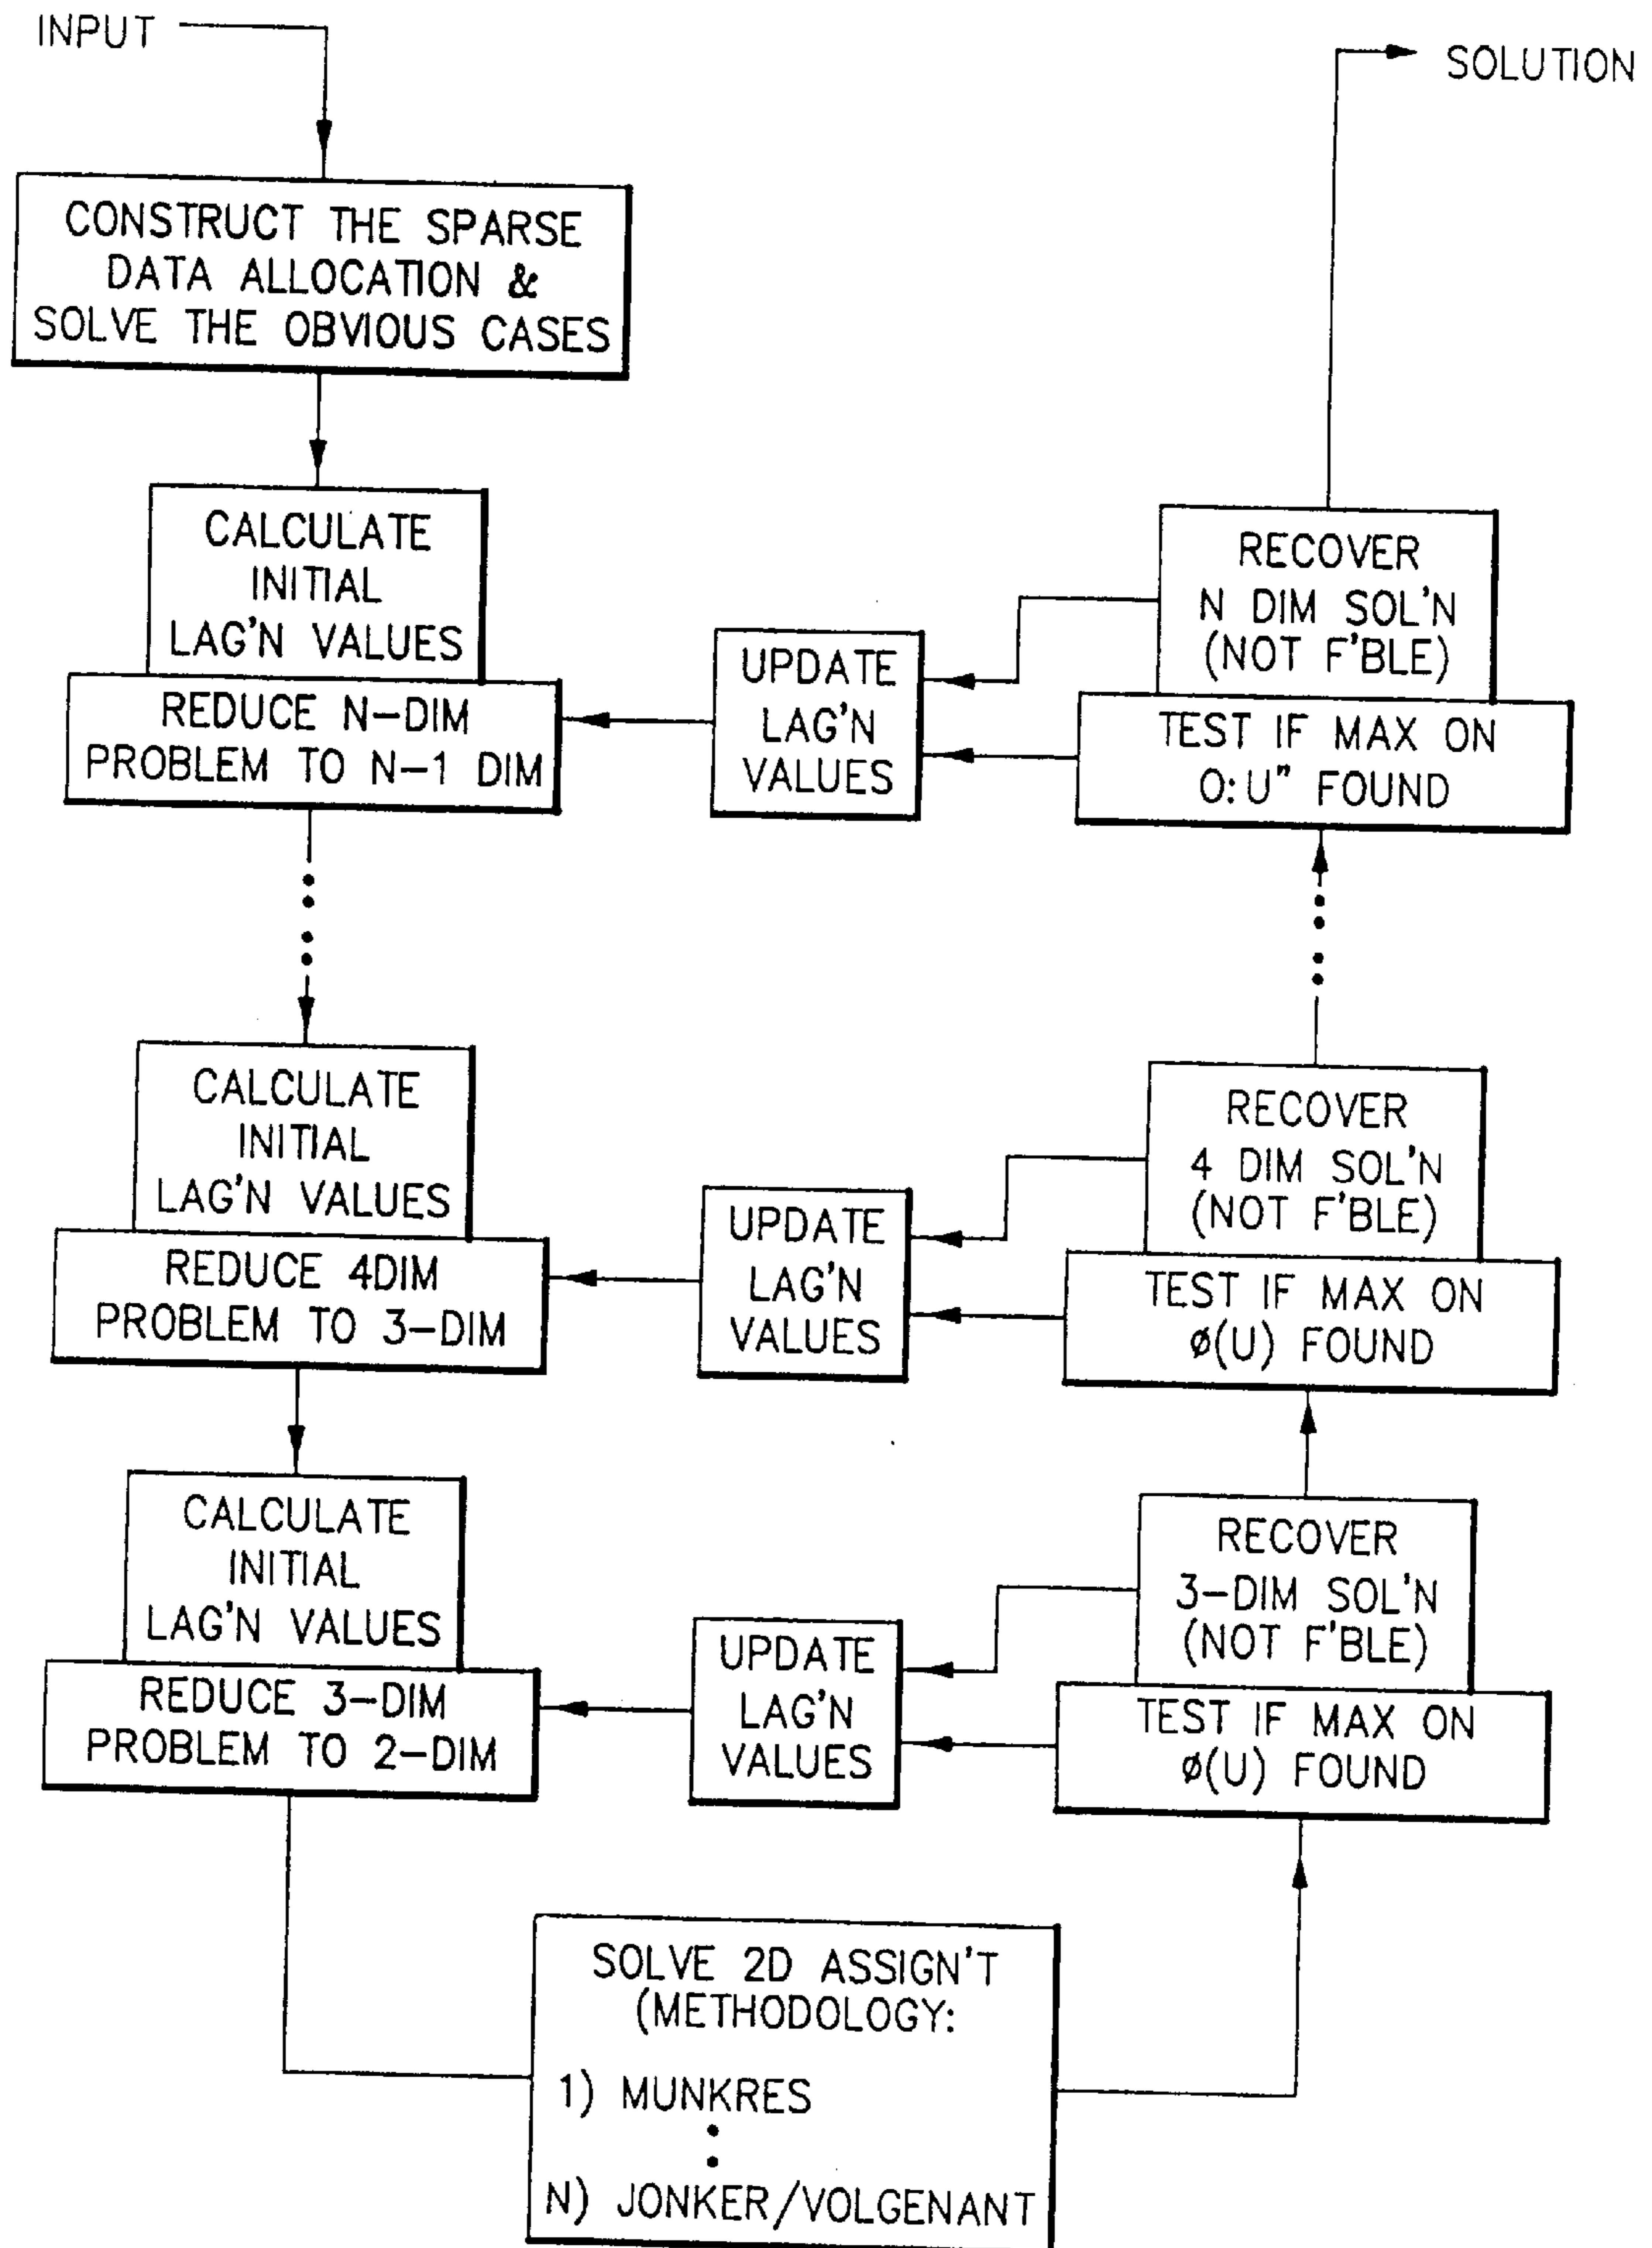 INPUT
SOLUTION
CONSTRUCT THE SPARSE
DATA ALLOCATION &
SOLVE THE OBVIOUS CASES
CALCULATE
INITIAL
LAG'N VALUES
REDUCE N-DIM
PROBLEM TO N-1 DIM
UPDATE
LAG'N
VALUES
RECOVER
N DIM SOL'N
(NOT F'BLE)
TEST IF MAX ON
O:U" FOUND
CALCULATE
INITIAL
LAG'N VALUES
REDUCE 4DIM
PROBLEM TO 3-DIM
UPDATE
LAG'N
VALUES
RECOVER
4 DIM SOL'N
(NOT F'BLE)
TEST IF MAX ON
ø(U) FOUND
CALCULATE
INITIAL
LAG'N VALUES
REDUCE 3-DIM
PROBLEM TO 2-DIM
UPDATE
LAG'N
VALUES
RECOVER
3-DIM SOL'N
(NOT F'BLE)
TEST IF MAX ON
ø(U) FOUND
SOLVE 2D ASSIGN'T
(METHODOLOGY:
1) MUNKRES
N) JONKER/VOLGENANT